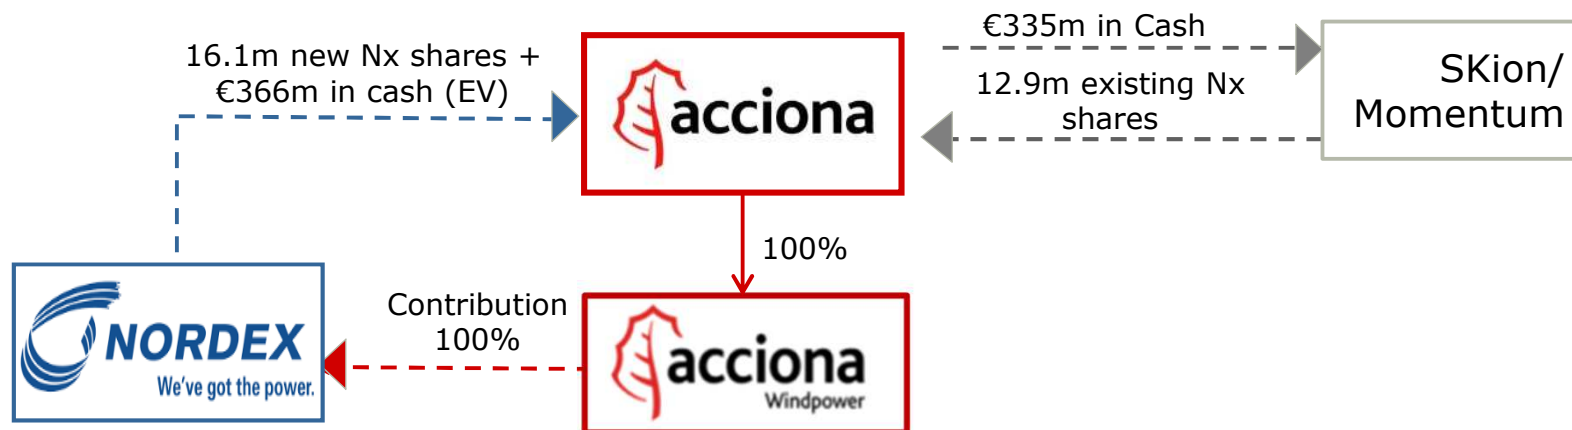 16.1m new Nx shares +
€366m in cash (EV)
acciona
€335m in Cash
12.9m existing Nx
shares
SKion/
Momentum
100%
NORDEX
We've got the power.
Contribution
100%
acciona
Windpower